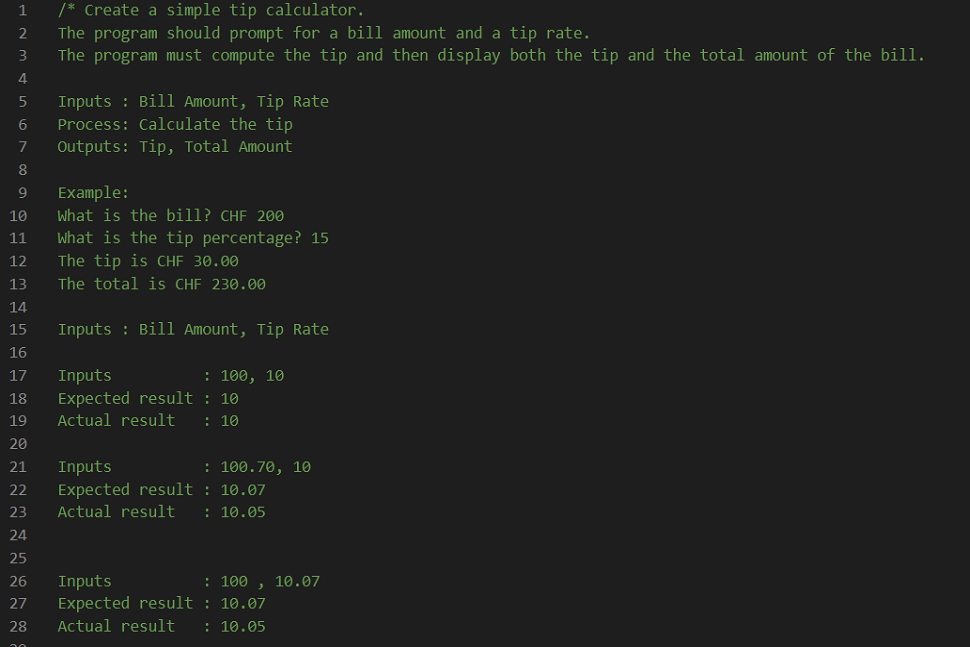 1 /* Create a simple tip calculator.
2 The program should prompt for a bill amount and a tip rate.
3 The program must compute the tip and then display both the tip and the total amount of the bill.
4
5 Inputs : Bill Amount, Tip Rate
6 Process: Calculate the tip
7 Outputs: Tip, Total Amount
8
9 Example:
10 What is the bill? CHF 200
11 What is the tip percentage? 15
12 The tip is CHF 30.00
13 The total is CHF 230.00
14
15 Inputs : Bill Amount, Tip Rate
16
17 Inputs          : 100, 10
18 Expected result : 10
19 Actual result   : 10
20
21 Inputs          : 100.70, 10
22 Expected result : 10.07
23 Actual result   : 10.05
24
25
26 Inputs          : 100 , 10.07
27 Expected result : 10.07
28 Actual result   : 10.05